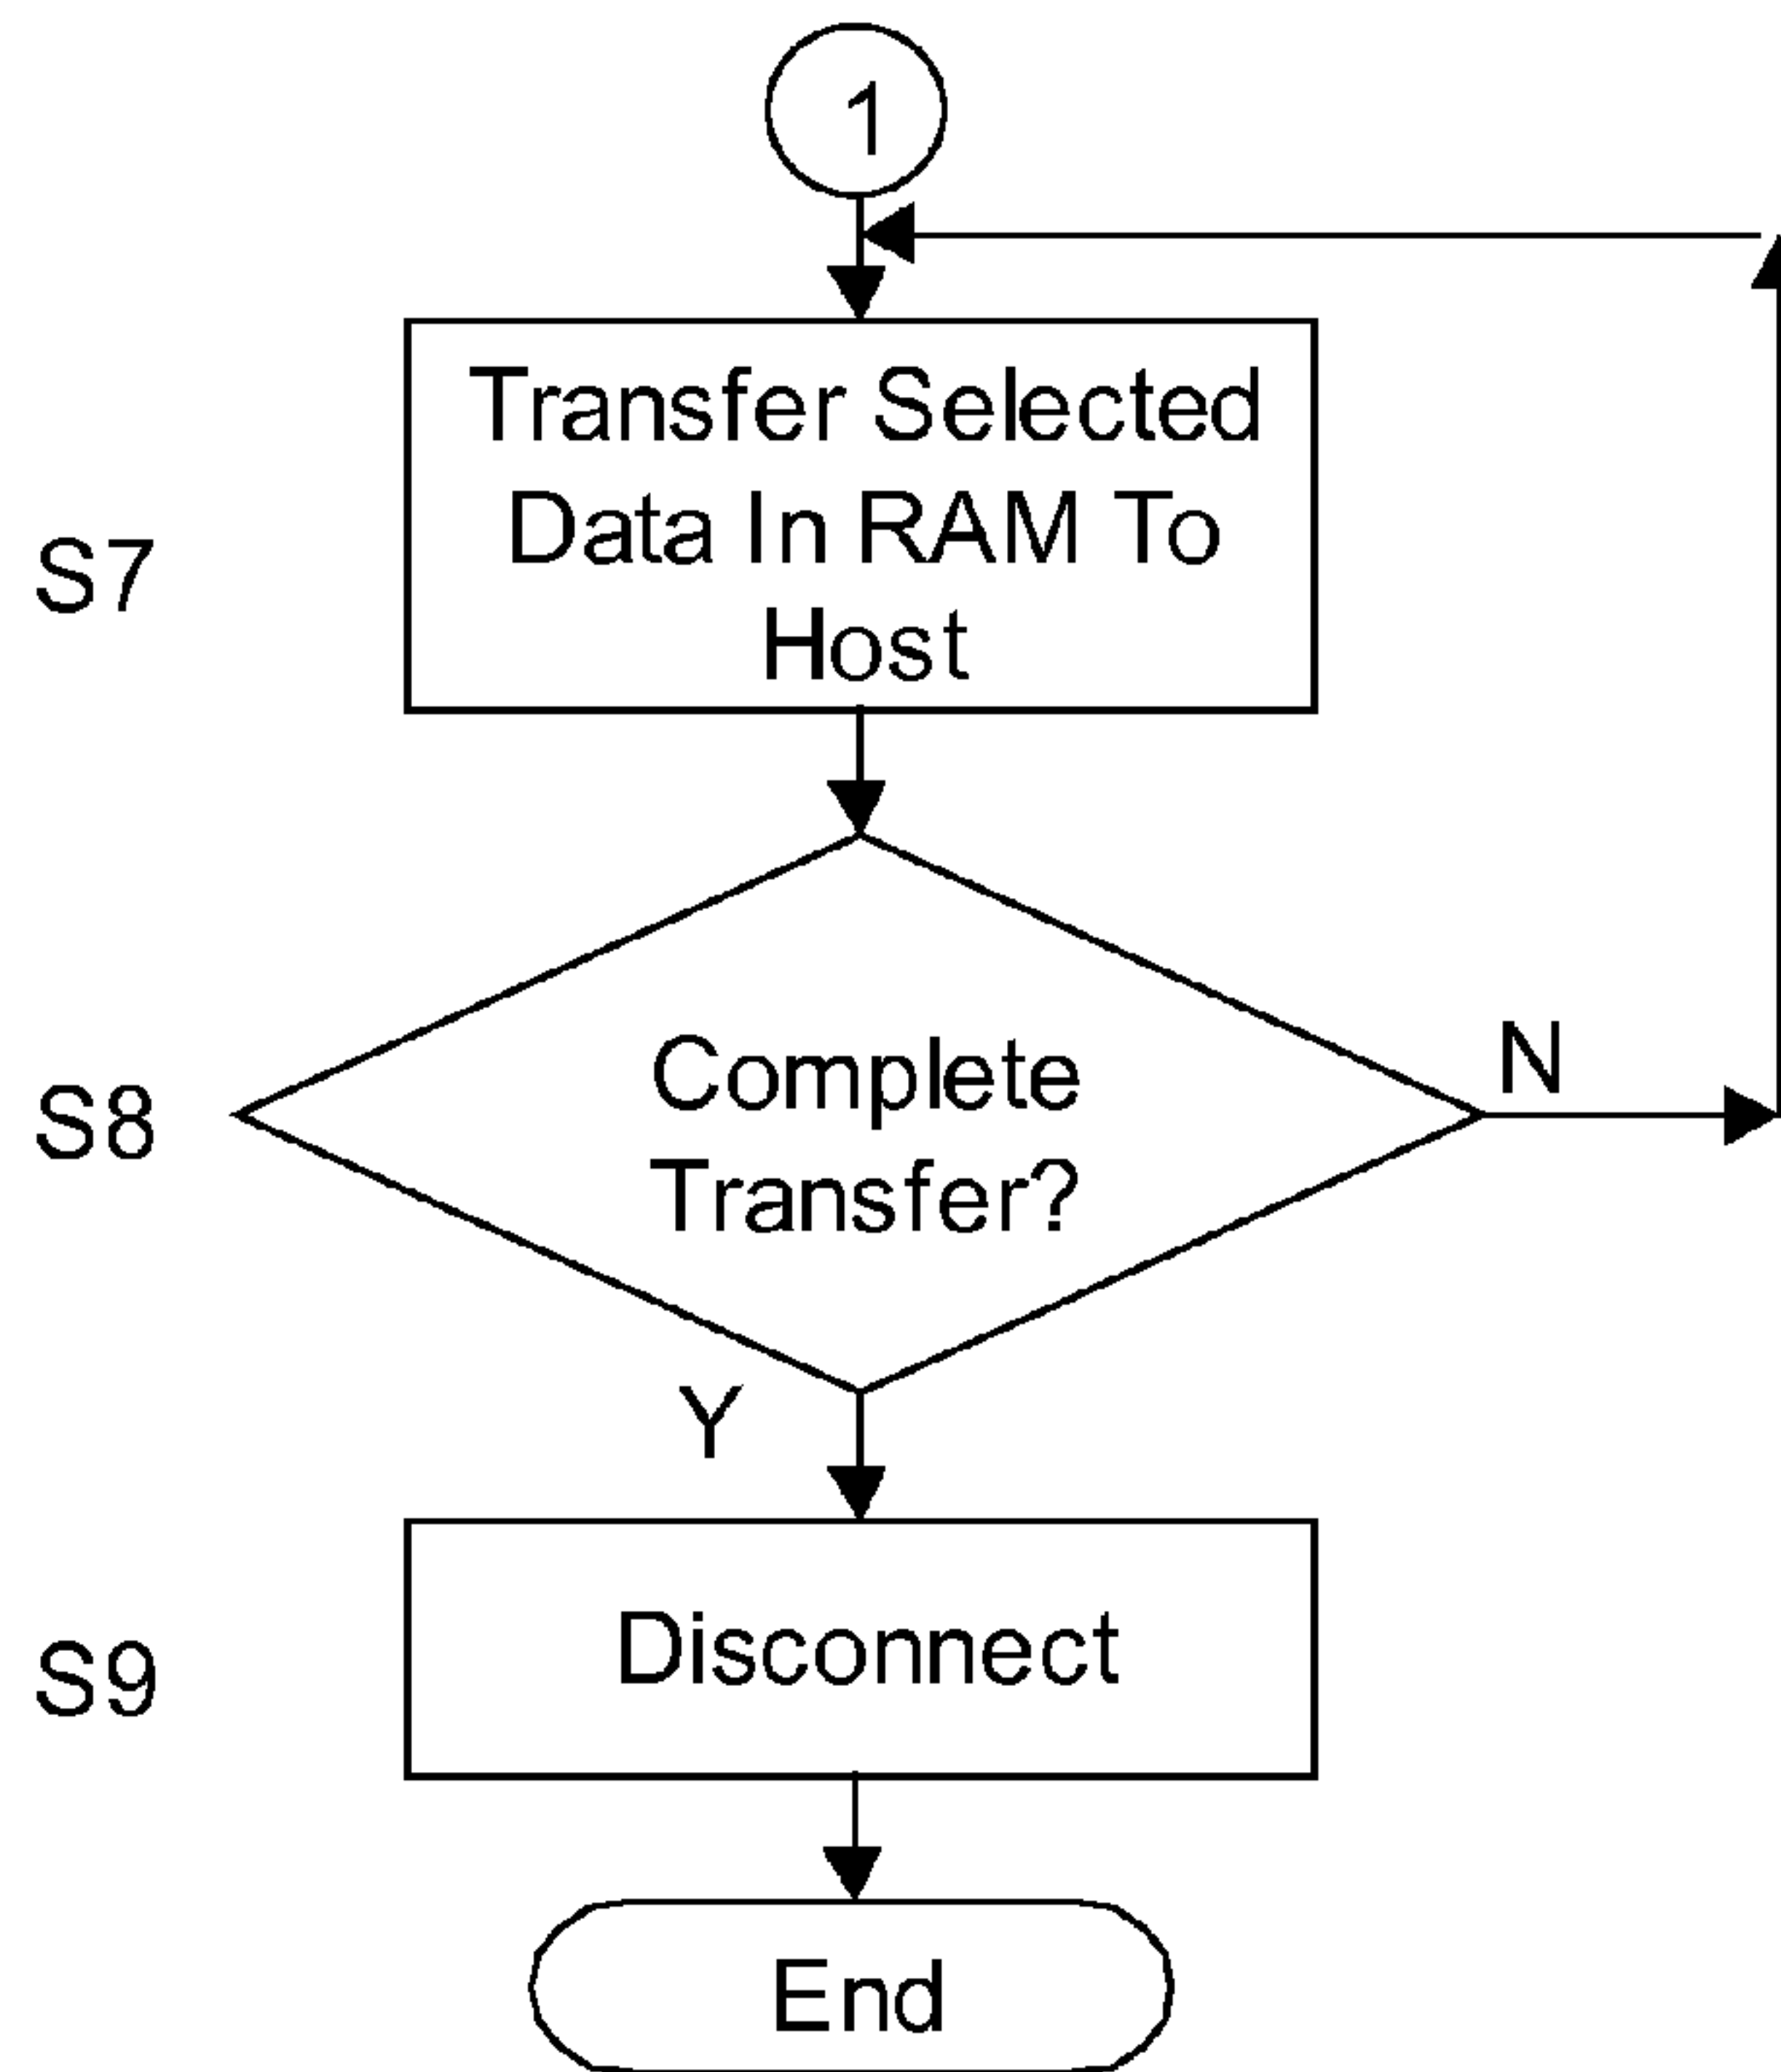 1
Transfer Selected
Data In RAM To
S7
Host
Complete
N
S8
Transfer?
Y
Disconnect
S9
End